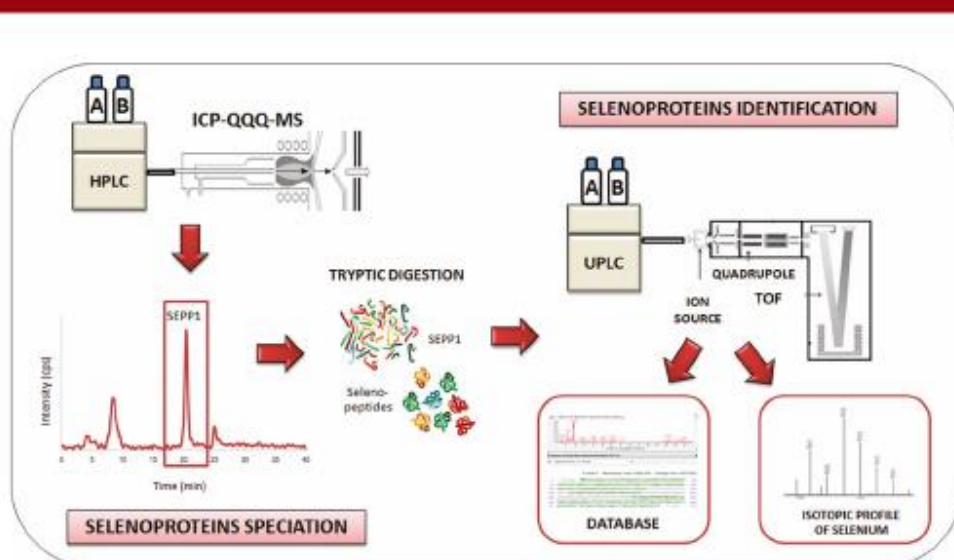 A B
ICP-QQQ-MS
HPLC
SELENOPROTEINS IDENTIFICATION
A B
UPLC
QUADRUPOLE
TOF
ION
SOURCE
TRYPTIC DIGESTION
SEPP1
Seleno-
peptides
SEPP1
Intensity (cps)
0 5 10 15 20 25 30 35 40
Time (min)
SELENOPROTEINS SPECIATION
DATABASE
ISOTOPIC PROFILE
OF SELENIUM